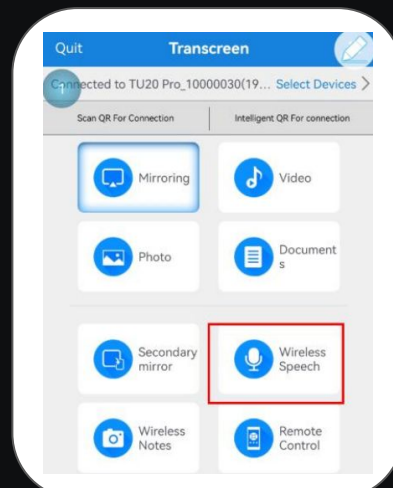 Quit
Transcreen
Connected to TU20 Pro_10000030(19... Select Devices >
1
Scan QR For Connection
Intelligent QR For connection
Mirroring
Video
Photo
Document
s
Secondary
mirror
Wireless
Speech
Wireless
Notes
Remote
Control